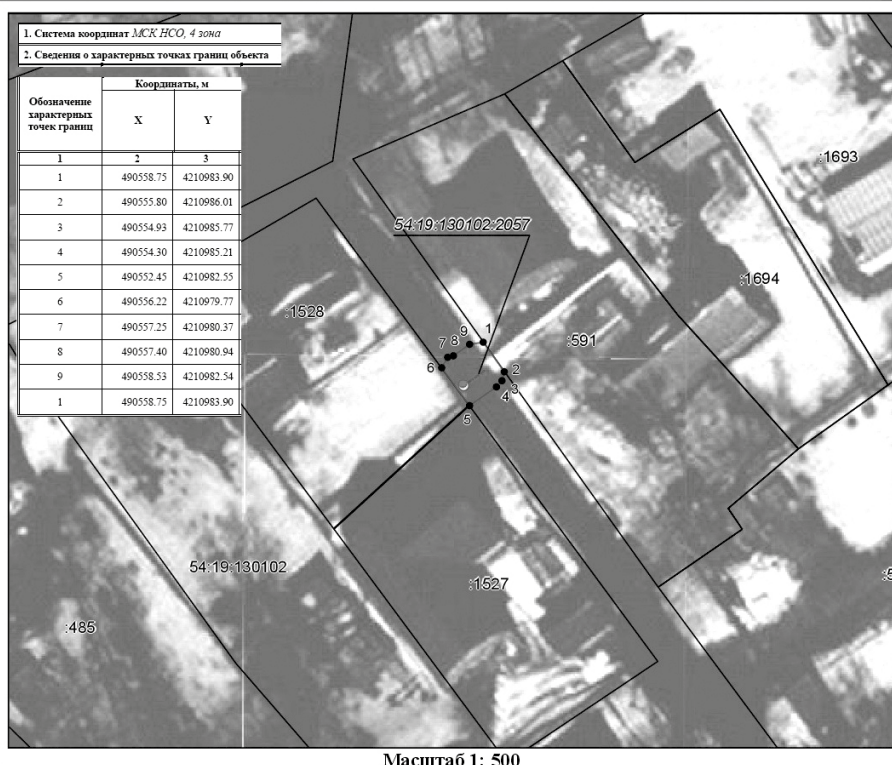 1. Система координат МСК НСО, 4 зона
2. Сведения о характерных точках границ объекта
Обозначение характерных точек границ
Координаты, м
X Y
1 2 3
1 490558.75 4210983.90
2 490555.80 4210986.01
3 490554.93 4210985.77
4 490554.30 4210985.21
5 490552.45 4210982.55
6 490556.22 4210979.77
7 490557.25 4210980.37
8 490557.40 4210980.94
9 490558.53 4210982.54
1 490558.75 4210983.90
:1693
54:19:130102:2057
:1694
:1528
:591
9 1
7 8
6
2
3
4
5
54:19:130102
:1527
:485
Масштаб 1: 500